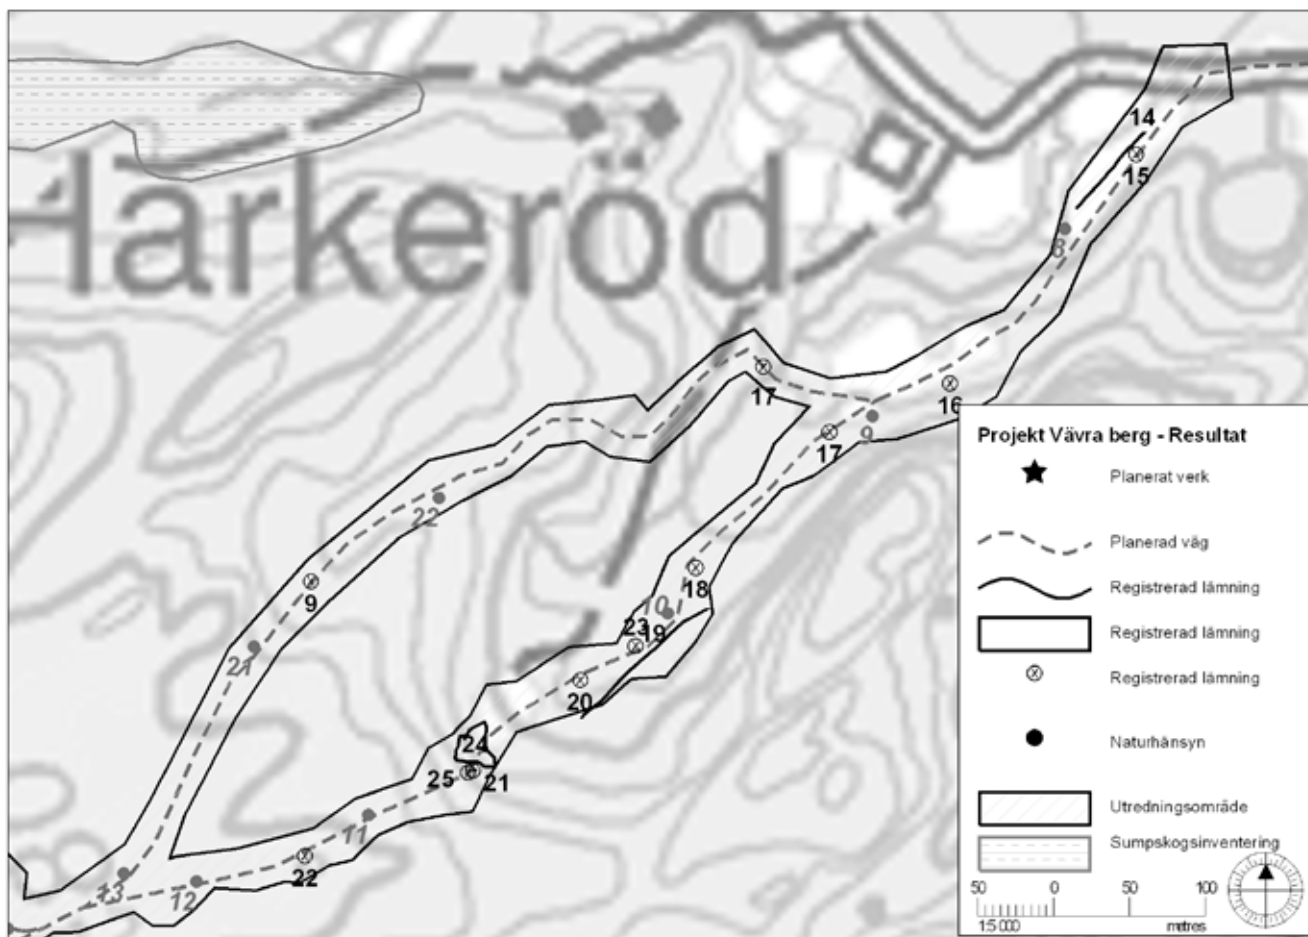 Härkeröd
14
15
8
17
16
9
17
22
9
18
10
23
19
21
20
24
25
21
11
22
13
12
Projekt Vävra berg - Resultat
Planerat verk
Planerad väg
Registrerad lämning
Registrerad lämning
Registrerad lämning
Naturhänsyn
Utredningsområde
Sumpskogsinventering
50 0 50 100
1:5 000 metres